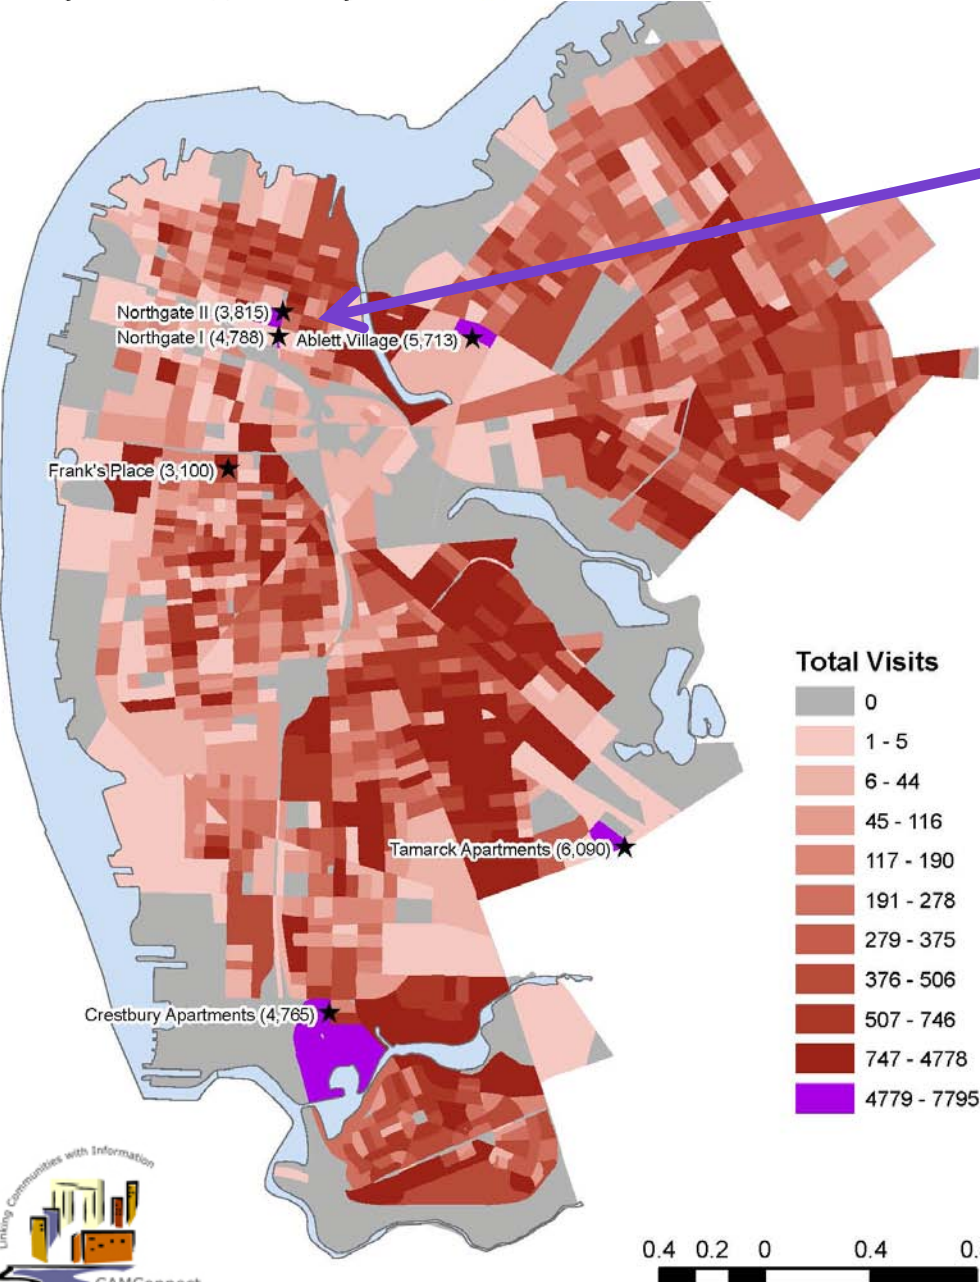 Northgate II (3,815)
Northgate I (4,788)
Ablett Village (5,713)
Frank's Place (3,100)
Tamarck Apartments (6,090)
Crestbury Apartments (4,765)
Total Visits
0
1 - 5
6 - 44
45 - 116
117 - 190
191 - 278
279 - 375
376 - 506
507 - 746
747 - 4778
4779 - 7795
Linking Communities with Information
CAMConnect
0.4 0.2 0 0.4